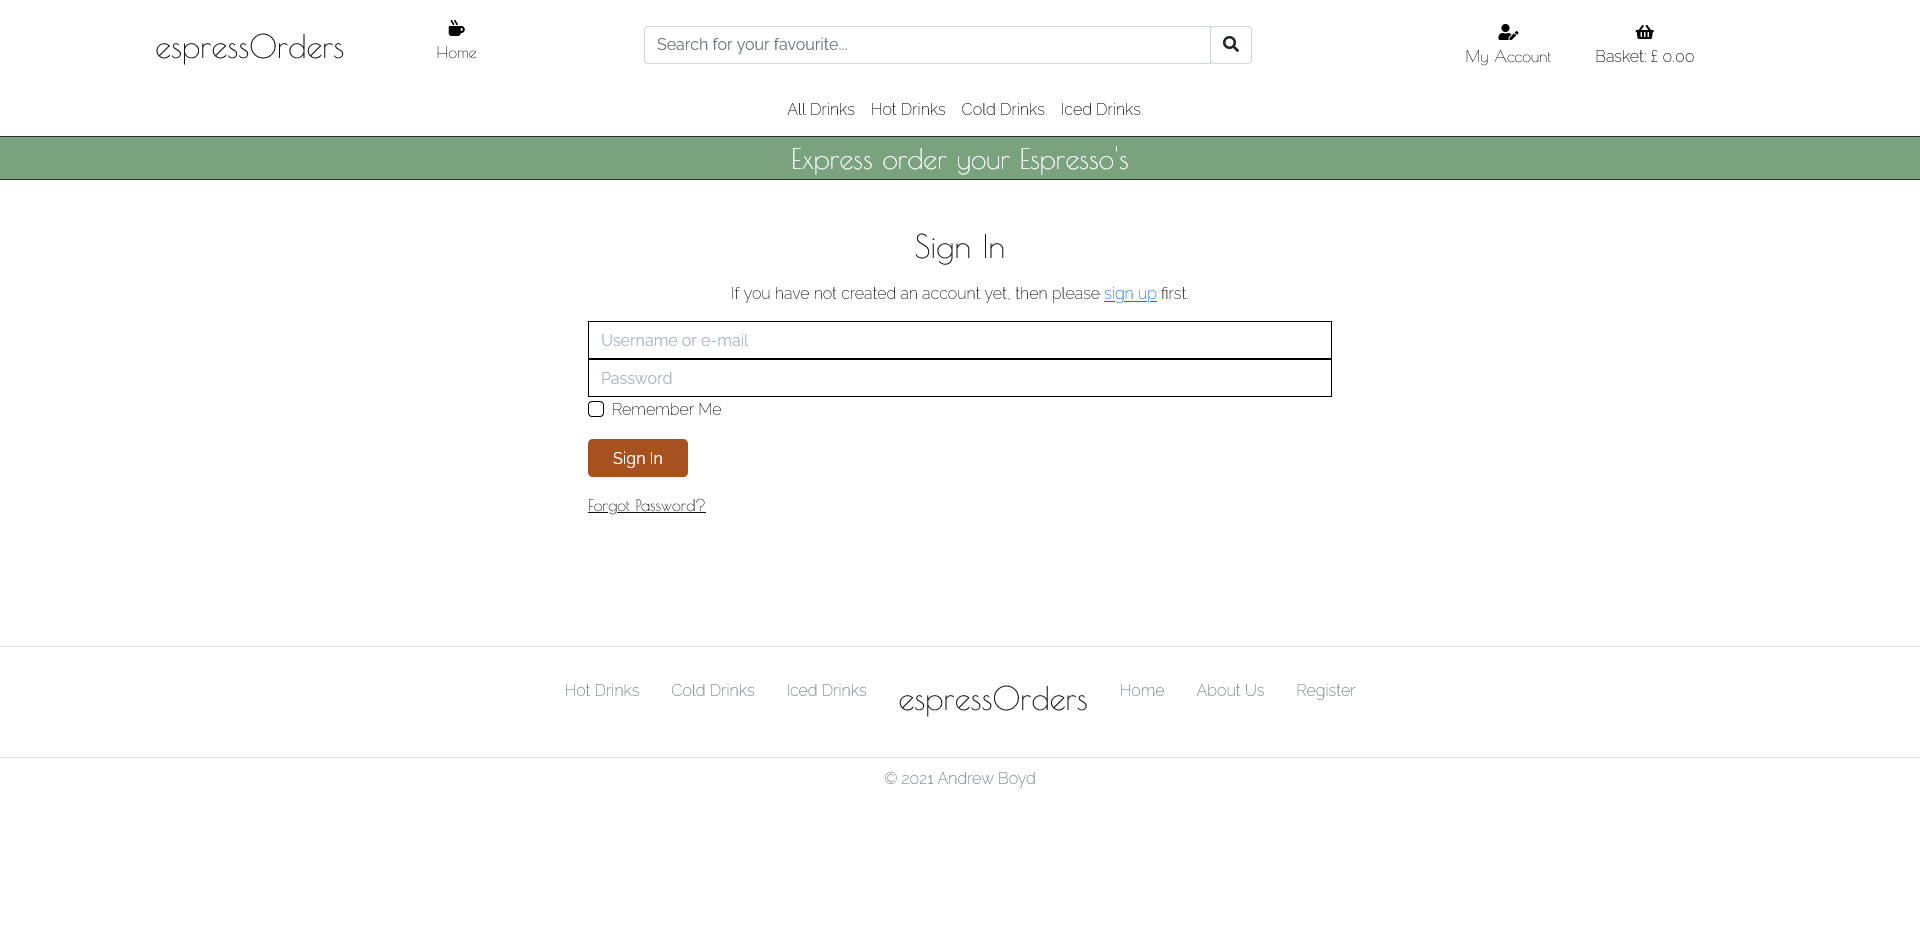 espressOrders
Home
Search for your favourite...
My Account
Basket: £ 0.00
All Drinks Hot Drinks Cold Drinks Iced Drinks
Express order your Espresso's
Sign In
If you have not created an account yet, then please sign up first.
Username or e-mail
Password
Remember Me
Sign In
Forgot Password?
Hot Drinks Cold Drinks Iced Drinks espressOrders Home About Us Register
© 2021 Andrew Boyd